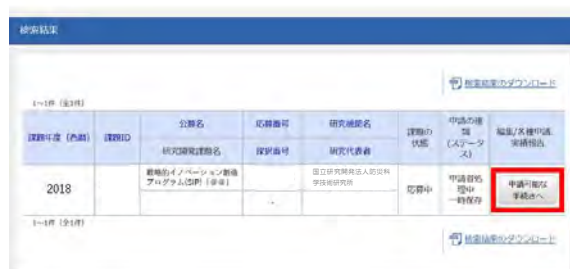 検索結果
検索結果のダウンロード
1～1件 (全1件)
課題年度 (西暦)
課題ID
公募名
応募番号
研究機関名
課題の
状態
申請の種
類
(ステータ
ス)
編集/各種申請、
実績報告
研究開発課題名
採択番号
研究代表者
2018
戦略的イノベーション創造
プログラム(SIP)
国立研究開発法人防災科
学技術研究所
応募中
申請者処
理中
一時保存
申請可能な
手続きへ
1～1件 (全1件)
検索結果のダウンロード